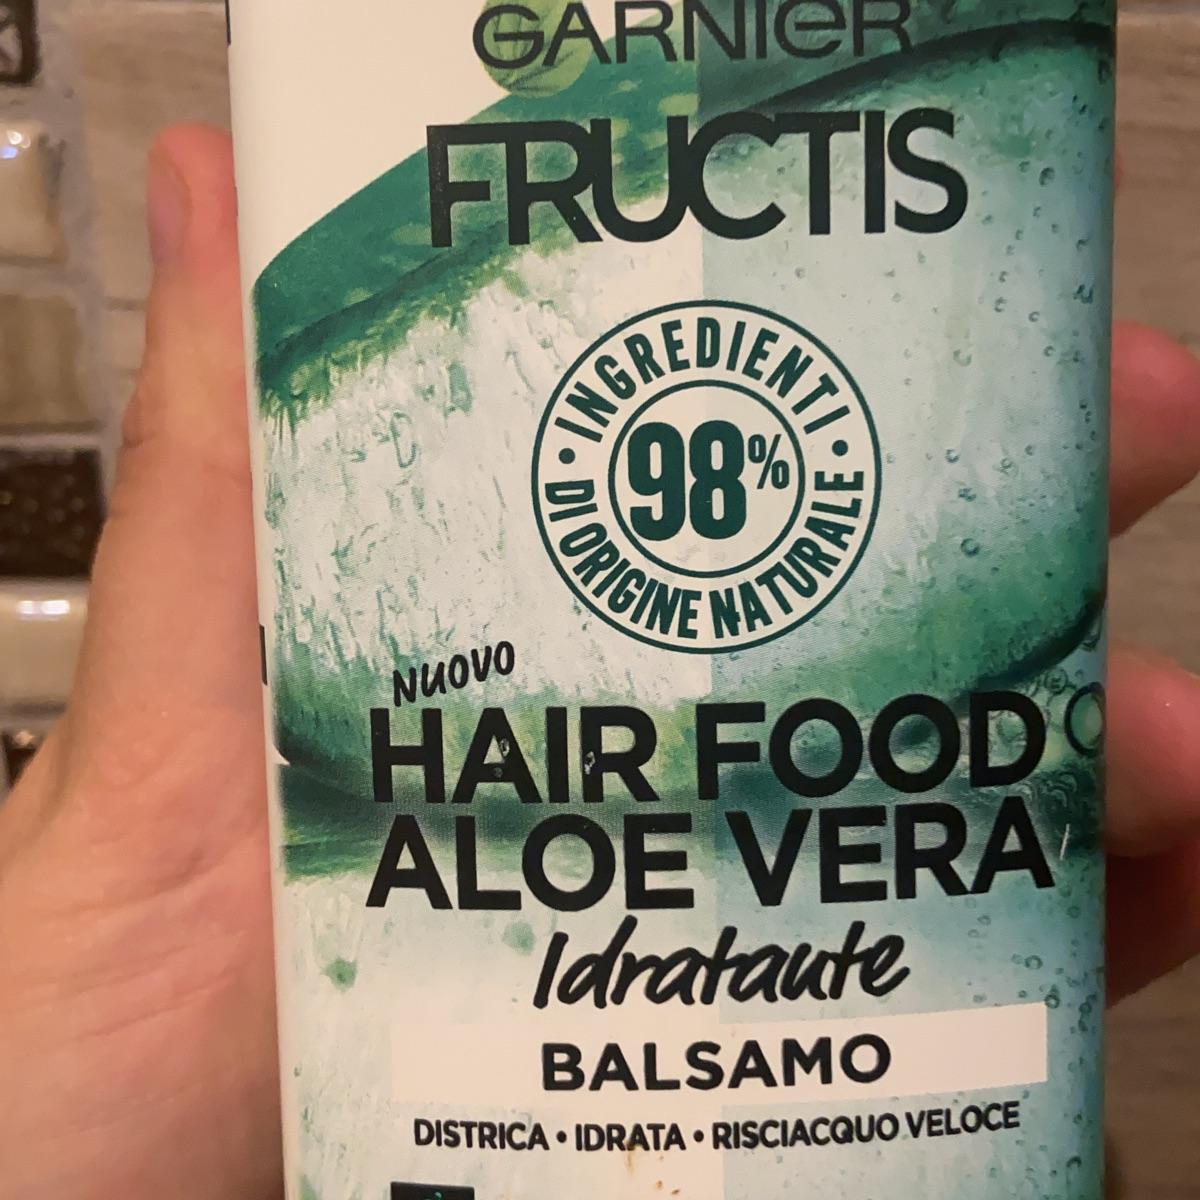 GARNIER
FRUCTIS
INGREDIENTI
98%
DI ORIGINE NATURALE
NUOVO
HAIR FOOD
ALOE VERA
Idratante
BALSAMO
DISTRICA • IDRATA • RISCIACQUO VELOCE